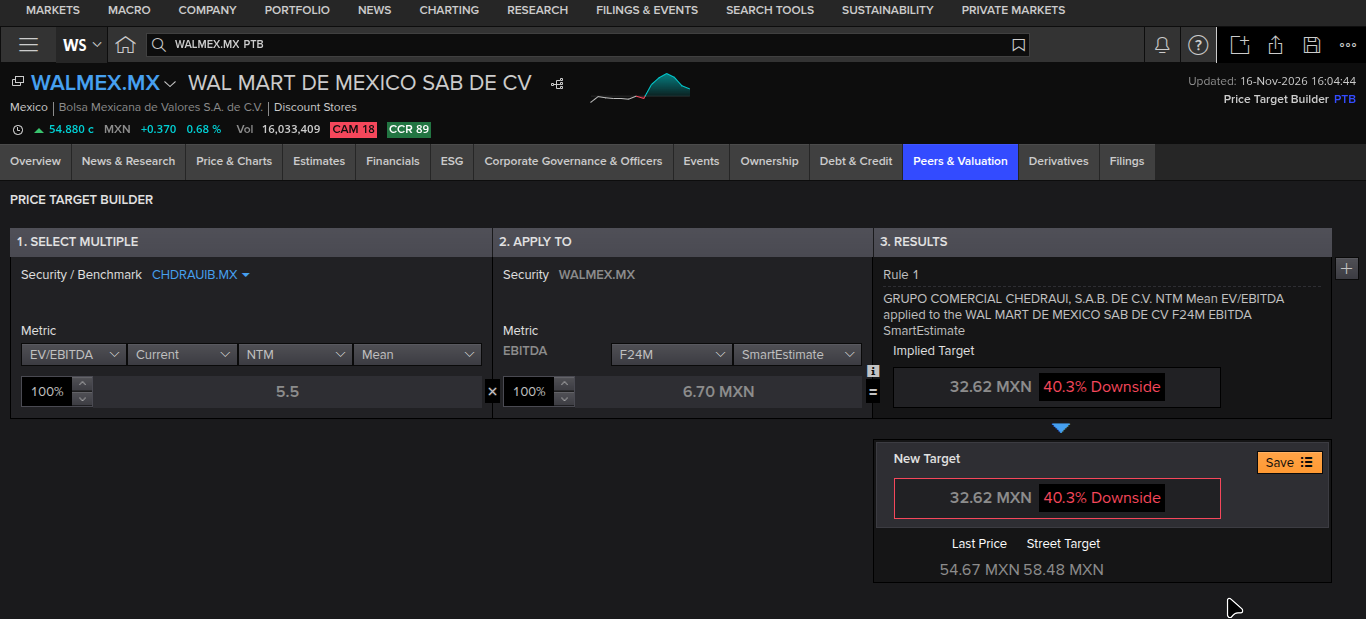 MARKETS MACRO COMPANY PORTFOLIO NEWS CHARTING RESEARCH FILINGS & EVENTS SEARCH TOOLS SUSTAINABILITY PRIVATE MARKETS
WS WALMEX.MX PTB ?
WALMEX.MX WAL MART DE MEXICO SAB DE CV
Updated: 16-Nov-2026 16:04:44
Mexico | Bolsa Mexicana de Valores S.A. de C.V. | Discount Stores
Price Target Builder PTB
54.880 c MXN +0.370 0.68 % Vol 16,033,409 CAM 18 CCR 89
Overview News & Research Price & Charts Estimates Financials ESG Corporate Governance & Officers Events Ownership Debt & Credit Peers & Valuation Derivatives Filings
PRICE TARGET BUILDER
1. SELECT MULTIPLE
Security / Benchmark CHDRAUIB.MX
Metric
EV/EBITDA Current NTM Mean
100% 5.5
×
2. APPLY TO
Security WALMEX.MX
Metric
EBITDA F24M SmartEstimate
100% 6.70 MXN
i
=
3. RESULTS
+
Rule 1
GRUPO COMERCIAL CHEDRAUI, S.A.B. DE C.V. NTM Mean EV/EBITDA
applied to the WAL MART DE MEXICO SAB DE CV F24M EBITDA
SmartEstimate
Implied Target
32.62 MXN 40.3% Downside
New Target
Save
32.62 MXN 40.3% Downside
Last Price Street Target
54.67 MXN 58.48 MXN